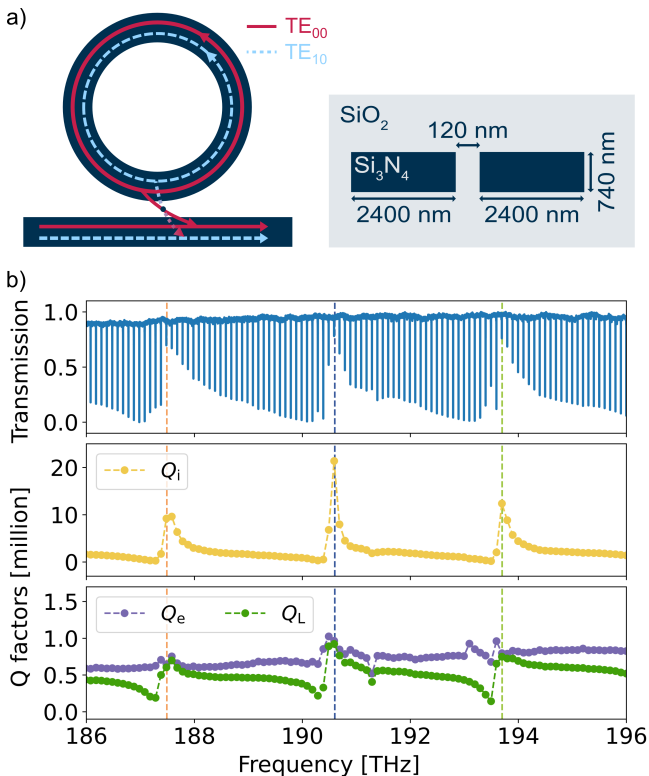 a)
TE₀₀
TE₁₀
SiO₂
120 nm
Si₃N₄
740 nm
2400 nm 2400 nm
b)
Transmission
1.0
0.5
0.0
Q factors [million]
20
10
0
Qᵢ
1.5
1.0
0.5
0.0
Qₑ Q_L
186 188 190 192 194 196
Frequency [THz]